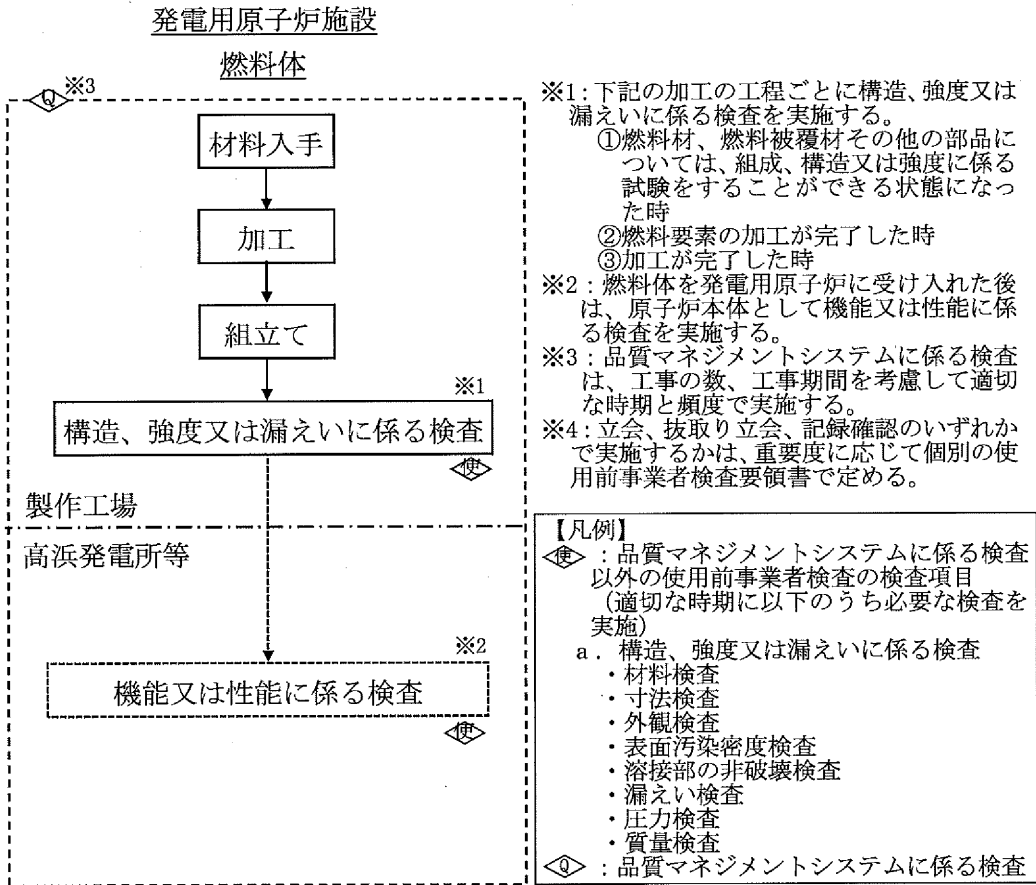 発電用原子炉施設
燃料体
Q ※3
材料入手
加工
組立て
※1
構造、強度又は漏えいに係る検査
使
製作工場
高浜発電所等
※2
機能又は性能に係る検査
使
※1:下記の加工の工程ごとに構造、強度又は
漏えいに係る検査を実施する。
①燃料材、燃料被覆材その他の部品に
ついては、組成、構造又は強度に係る
試験をすることができる状態になっ
た時
②燃料要素の加工が完了した時
③加工が完了した時
※2:燃料体を発電用原子炉に受け入れた後
は、原子炉本体として機能又は性能に係
る検査を実施する。
※3:品質マネジメントシステムに係る検査
は、工事の数、工事期間を考慮して適切
な時期と頻度で実施する。
※4:立会、抜取り立会、記録確認のいずれか
で実施するかは、重要度に応じて個別の使
用前事業者検査要領書で定める。
【凡例】
使 :品質マネジメントシステムに係る検査
以外の使用前事業者検査の検査項目
(適切な時期に以下のうち必要な検査を
実施)
a.構造、強度又は漏えいに係る検査
・材料検査
・寸法検査
・外観検査
・表面汚染密度検査
・溶接部の非破壊検査
・漏えい検査
・圧力検査
・質量検査
Q :品質マネジメントシステムに係る検査